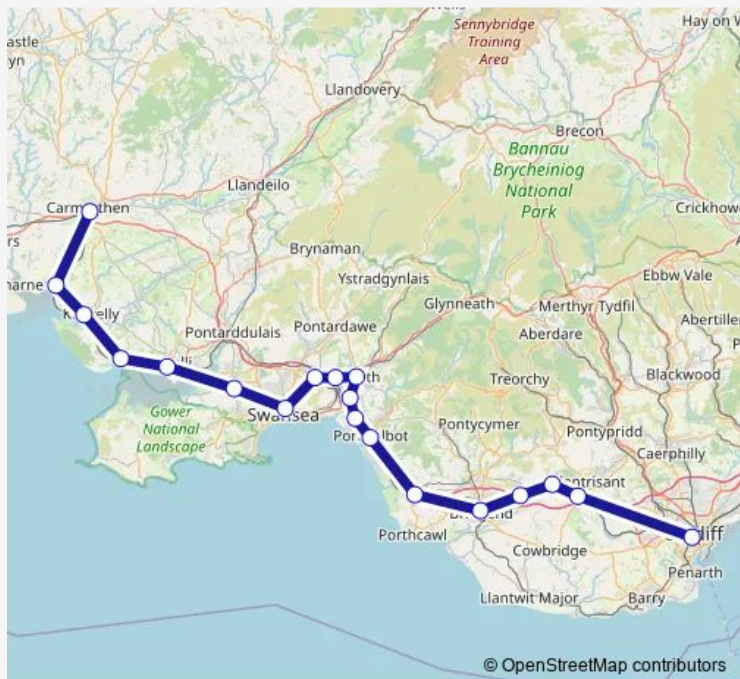 Sennybridge
Training
Area
Hay on W
Llandovery
Brecon
Bannau
Brycheiniog
National
Park
Llandeilo
Crickhow
Brynaman
Ystradgynlais
Ebbw Vale
Glynneath
Merthyr Tydfil
Pontarddulais
Pontardawe
Aberdare
Abertiller
Treorchy
Blackwood
Gower
National
Landscape
Swansea
Pontycymer
Pontypridd
Caerphilly
Porthcawl
Cowbridge
Penarth
Llantwit Major
Barry
© OpenStreetMap contributors